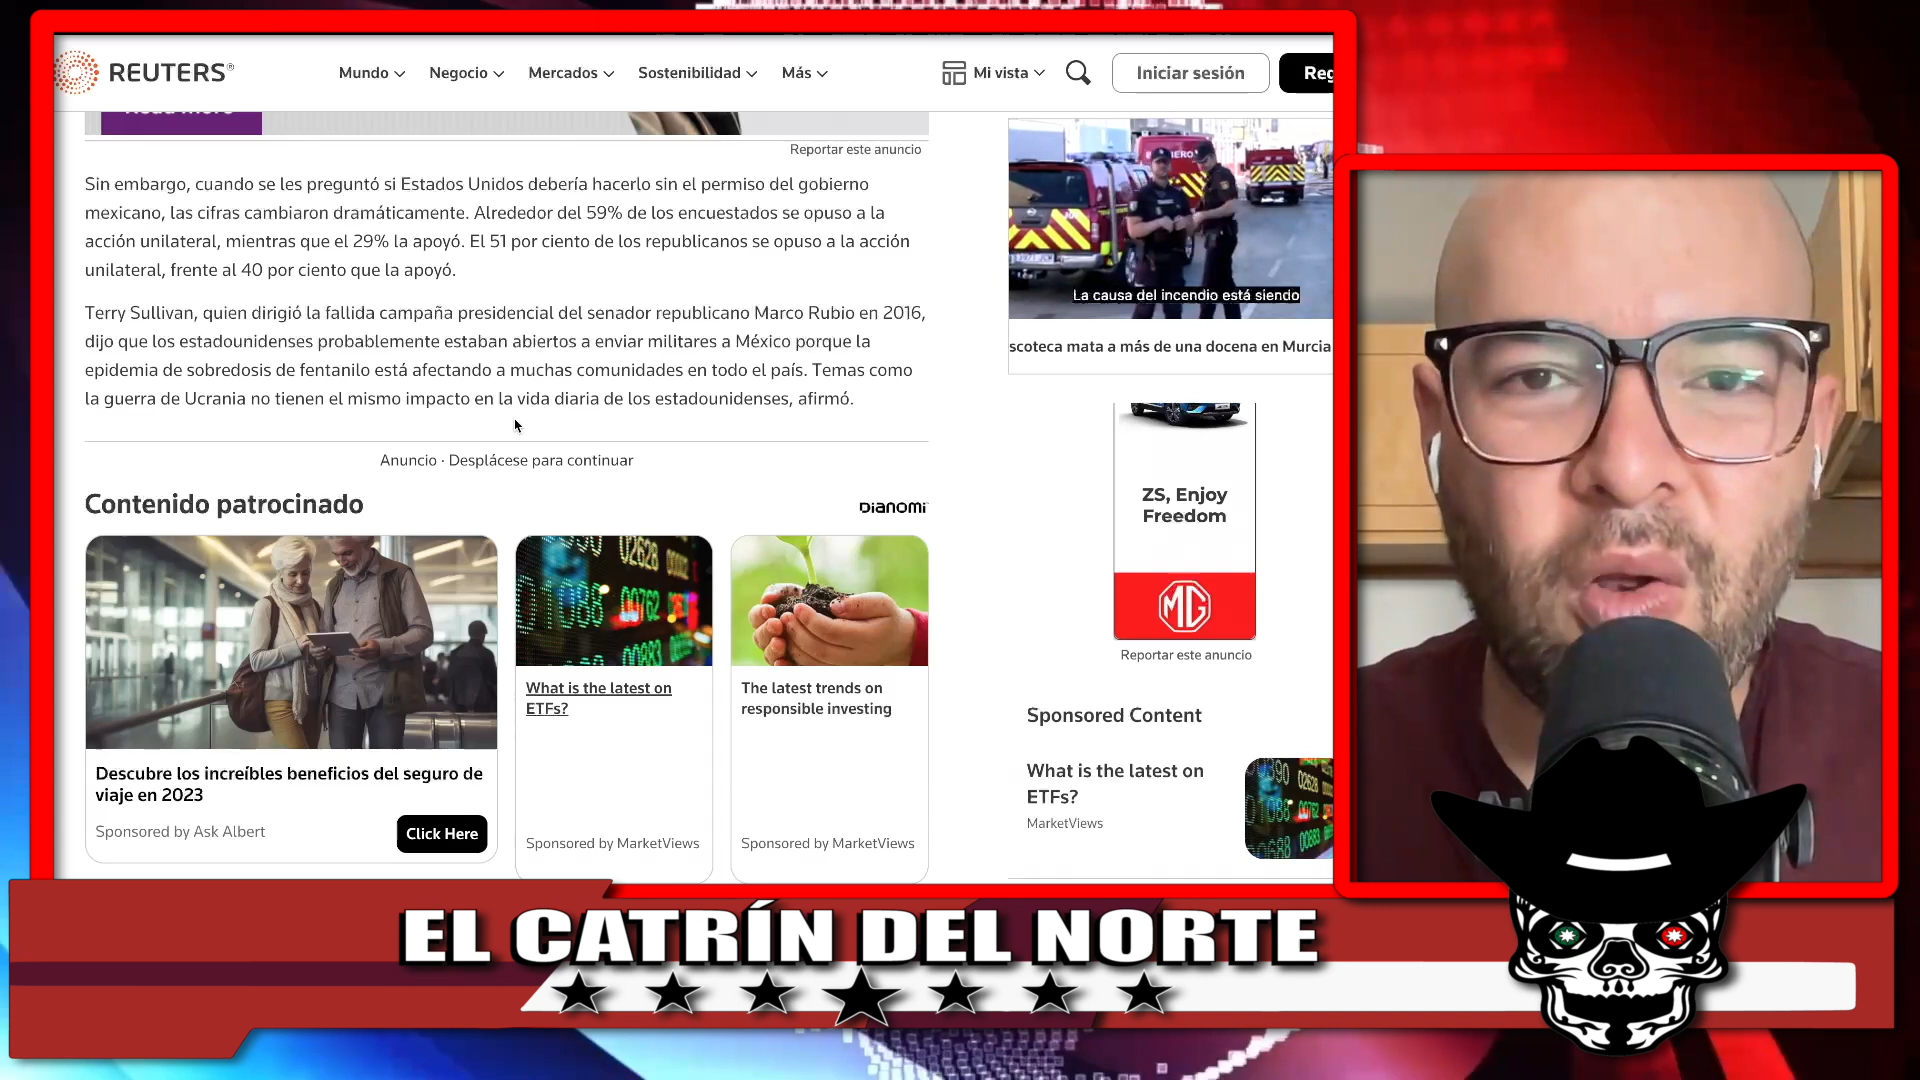 REUTERS®
Mundo
Negocio
Mercados
Sostenibilidad
Más
Mi vista
Iniciar sesión
Reportar este anuncio
Sin embargo, cuando se les preguntó si Estados Unidos debería hacerlo sin el permiso del gobierno
mexicano, las cifras cambiaron dramáticamente. Alrededor del 59% de los encuestados se opuso a la
acción unilateral, mientras que el 29% la apoyó. El 51 por ciento de los republicanos se opuso a la acción
unilateral, frente al 40 por ciento que la apoyó.
Terry Sullivan, quien dirigió la fallida campaña presidencial del senador republicano Marco Rubio en 2016,
dijo que los estadounidenses probablemente estaban abiertos a enviar militares a México porque la
epidemia de sobredosis de fentanilo está afectando a muchas comunidades en todo el país. Temas como
la guerra de Ucrania no tienen el mismo impacto en la vida diaria de los estadounidenses, afirmó.
Anuncio · Desplácese para continuar
Contenido patrocinado
DIANOMI
Descubre los increíbles beneficios del seguro de
viaje en 2023
Sponsored by Ask Albert
Click Here
What is the latest on
ETFs?
Sponsored by MarketViews
The latest trends on
responsible investing
Sponsored by MarketViews
La causa del incendio está siendo
scoteca mata a más de una docena en Murcia
ZS, Enjoy
Freedom
MG
Reportar este anuncio
Sponsored Content
What is the latest on
ETFs?
MarketViews
EL CATRÍN DEL NORTE